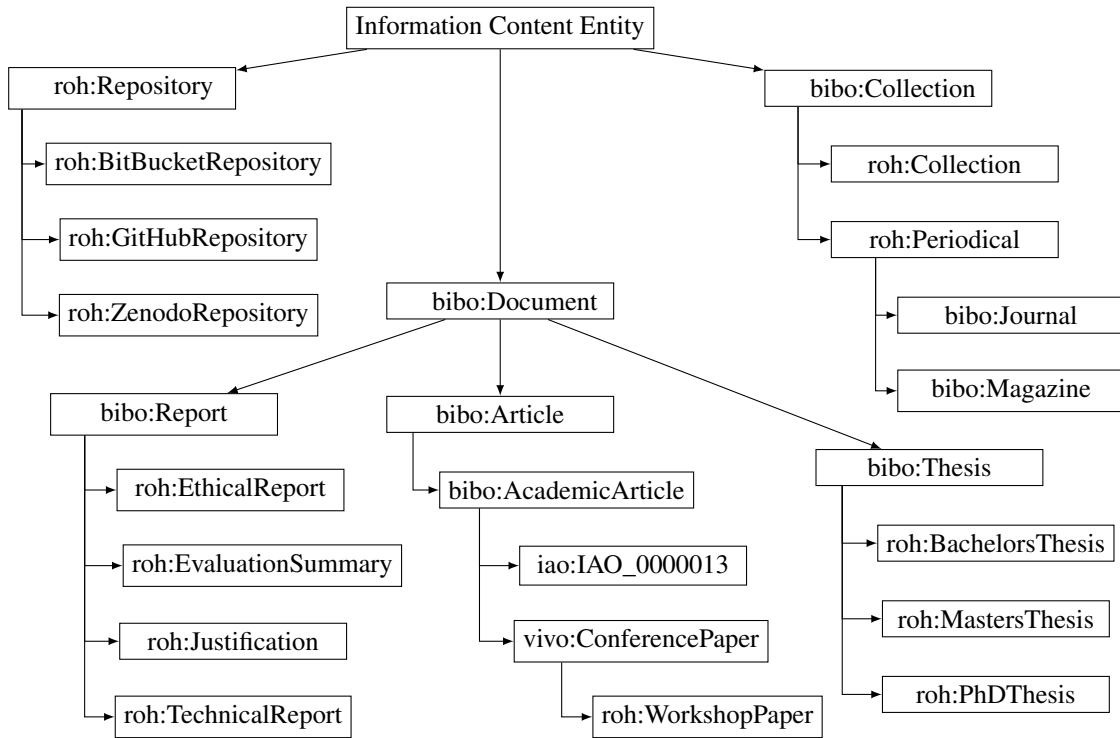 Information Content Entity
roh:Repository
roh:BitBucketRepository
roh:GitHubRepository
roh:ZenodoRepository
bibo:Collection
roh:Collection
roh:Periodical
bibo:Journal
bibo:Magazine
bibo:Document
bibo:Report
roh:EthicalReport
roh:EvaluationSummary
roh:Justification
roh:TechnicalReport
bibo:Article
bibo:AcademicArticle
iao:IAO_0000013
vivo:ConferencePaper
roh:WorkshopPaper
bibo:Thesis
roh:BachelorsThesis
roh:MastersThesis
roh:PhDThesis